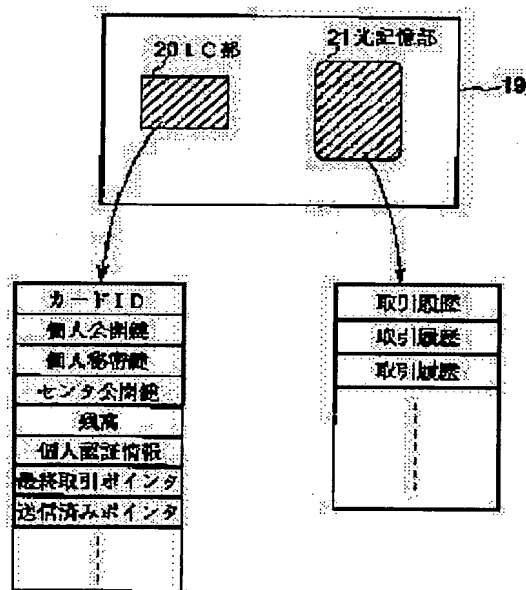 20 IC部
21光記憶部
19
カードID
個人公開鍵
個人秘密鍵
センタ公開鍵
残高
個人認証情報
最終取引ポインタ
送信済みポインタ
取引履歴
取引履歴
取引履歴